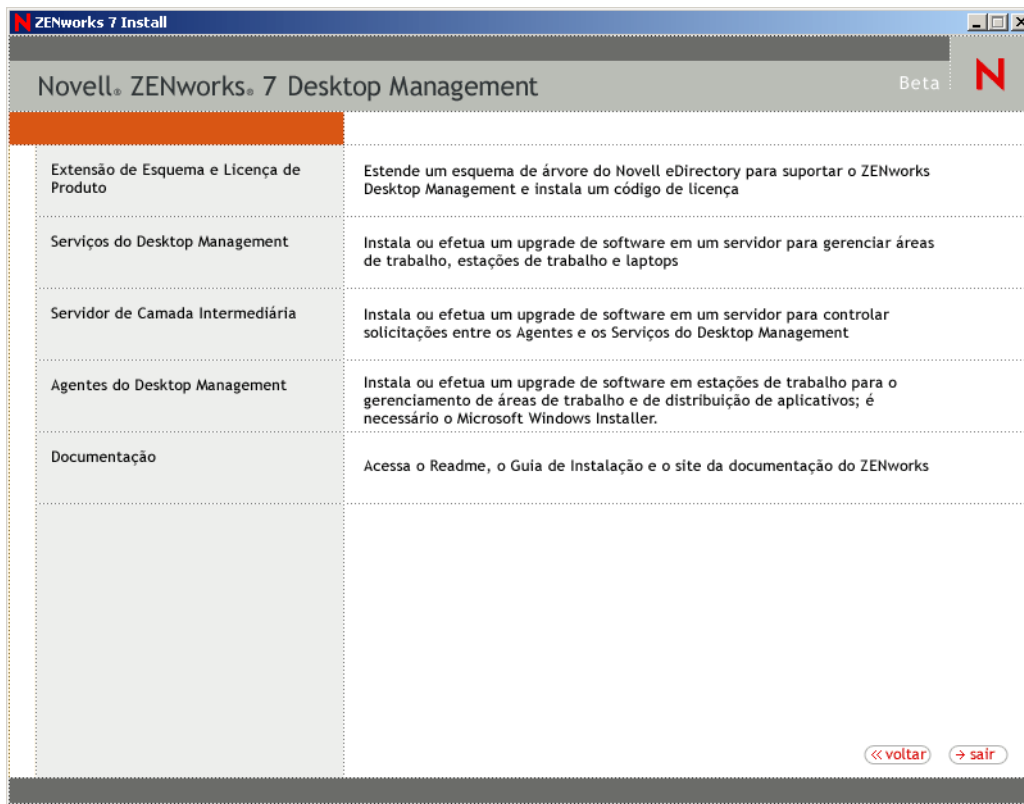 ZENworks 7 Install
Novell® ZENworks® 7 Desktop Management
Beta
N
Extensão de Esquema e Licença de
Produto
Estende um esquema de árvore do Novell eDirectory para suportar o ZENworks
Desktop Management e instala um código de licença
Serviços do Desktop Management
Instala ou efetua um upgrade de software em um servidor para gerenciar áreas
de trabalho, estações de trabalho e laptops
Servidor de Camada Intermediária
Instala ou efetua um upgrade de software em um servidor para controlar
solicitações entre os Agentes e os Serviços do Desktop Management
Agentes do Desktop Management
Instala ou efetua um upgrade de software em estações de trabalho para o
gerenciamento de áreas de trabalho e de distribuição de aplicativos; é
necessário o Microsoft Windows Installer.
Documentação
Acessa o Readme, o Guia de Instalação e o site da documentação do ZENworks
voltar
sair